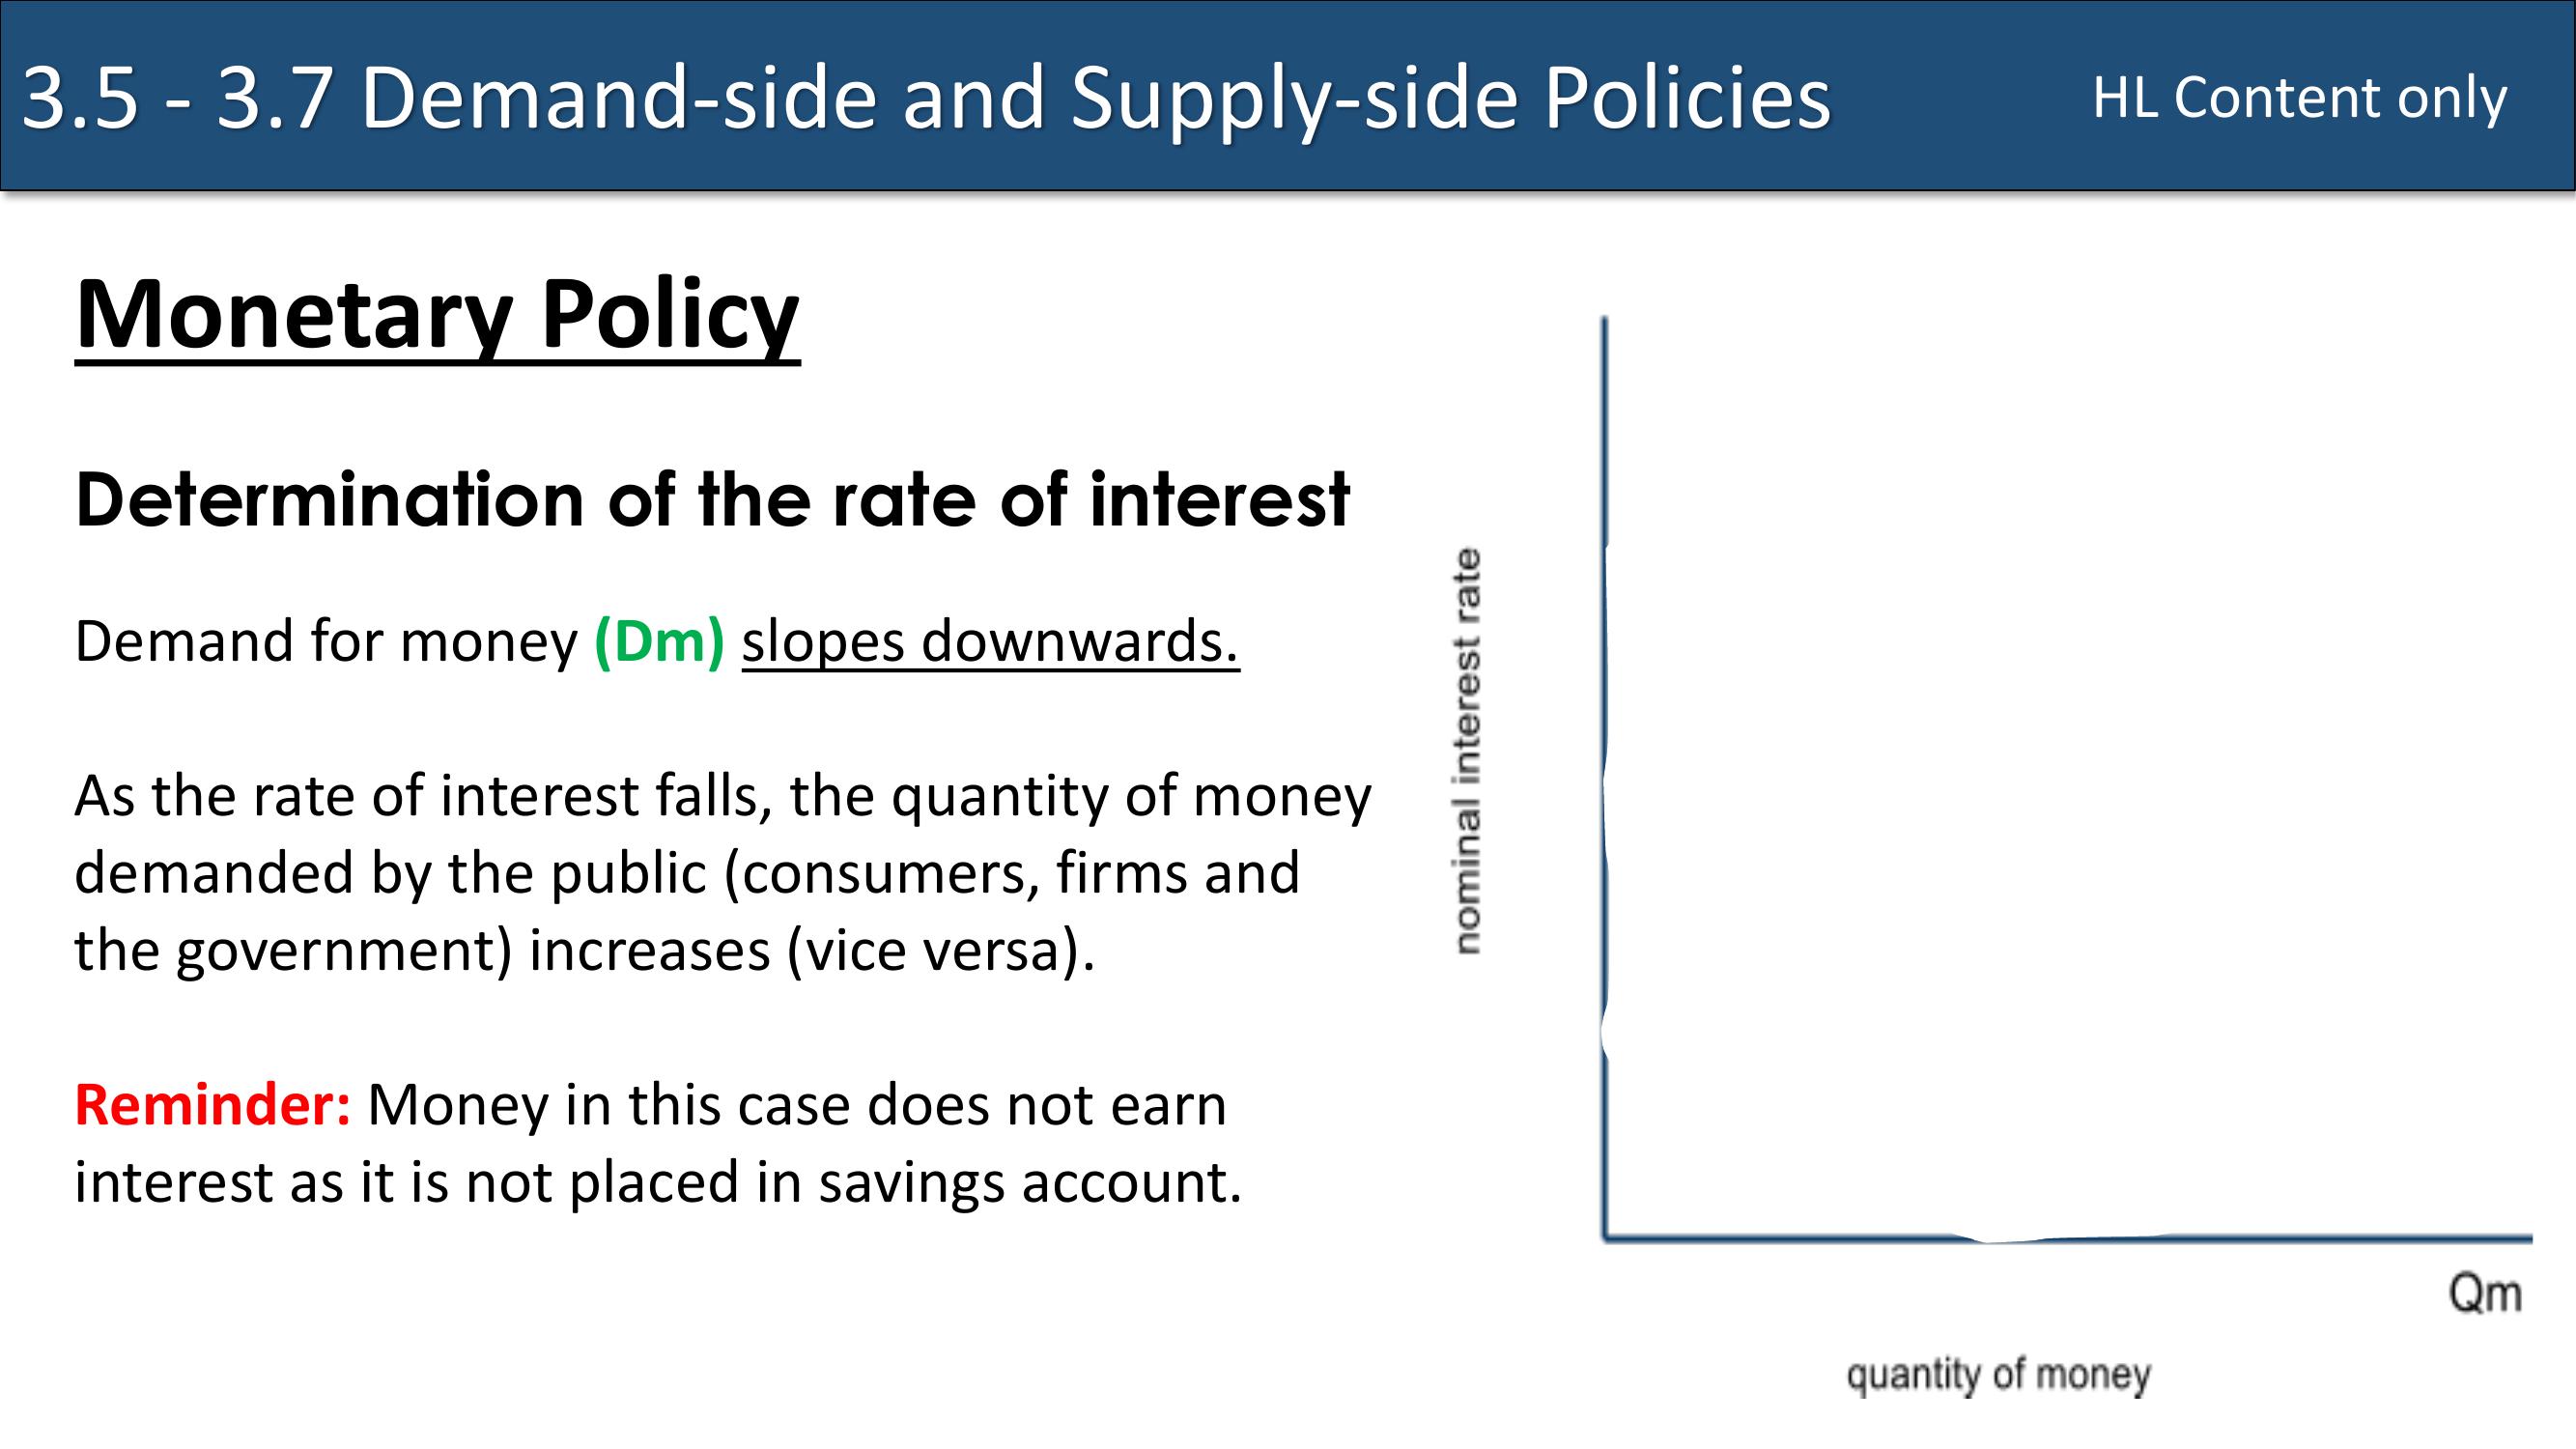 3.5 - 3.7 Demand-side and Supply-side Policies
HL Content only
Monetary Policy
Determination of the rate of interest
Demand for money (Dm) slopes downwards.
As the rate of interest falls, the quantity of money
demanded by the public (consumers, firms and
the government) increases (vice versa).
Reminder: Money in this case does not earn
interest as it is not placed in savings account.
nominal interest rate
Qm
quantity of money